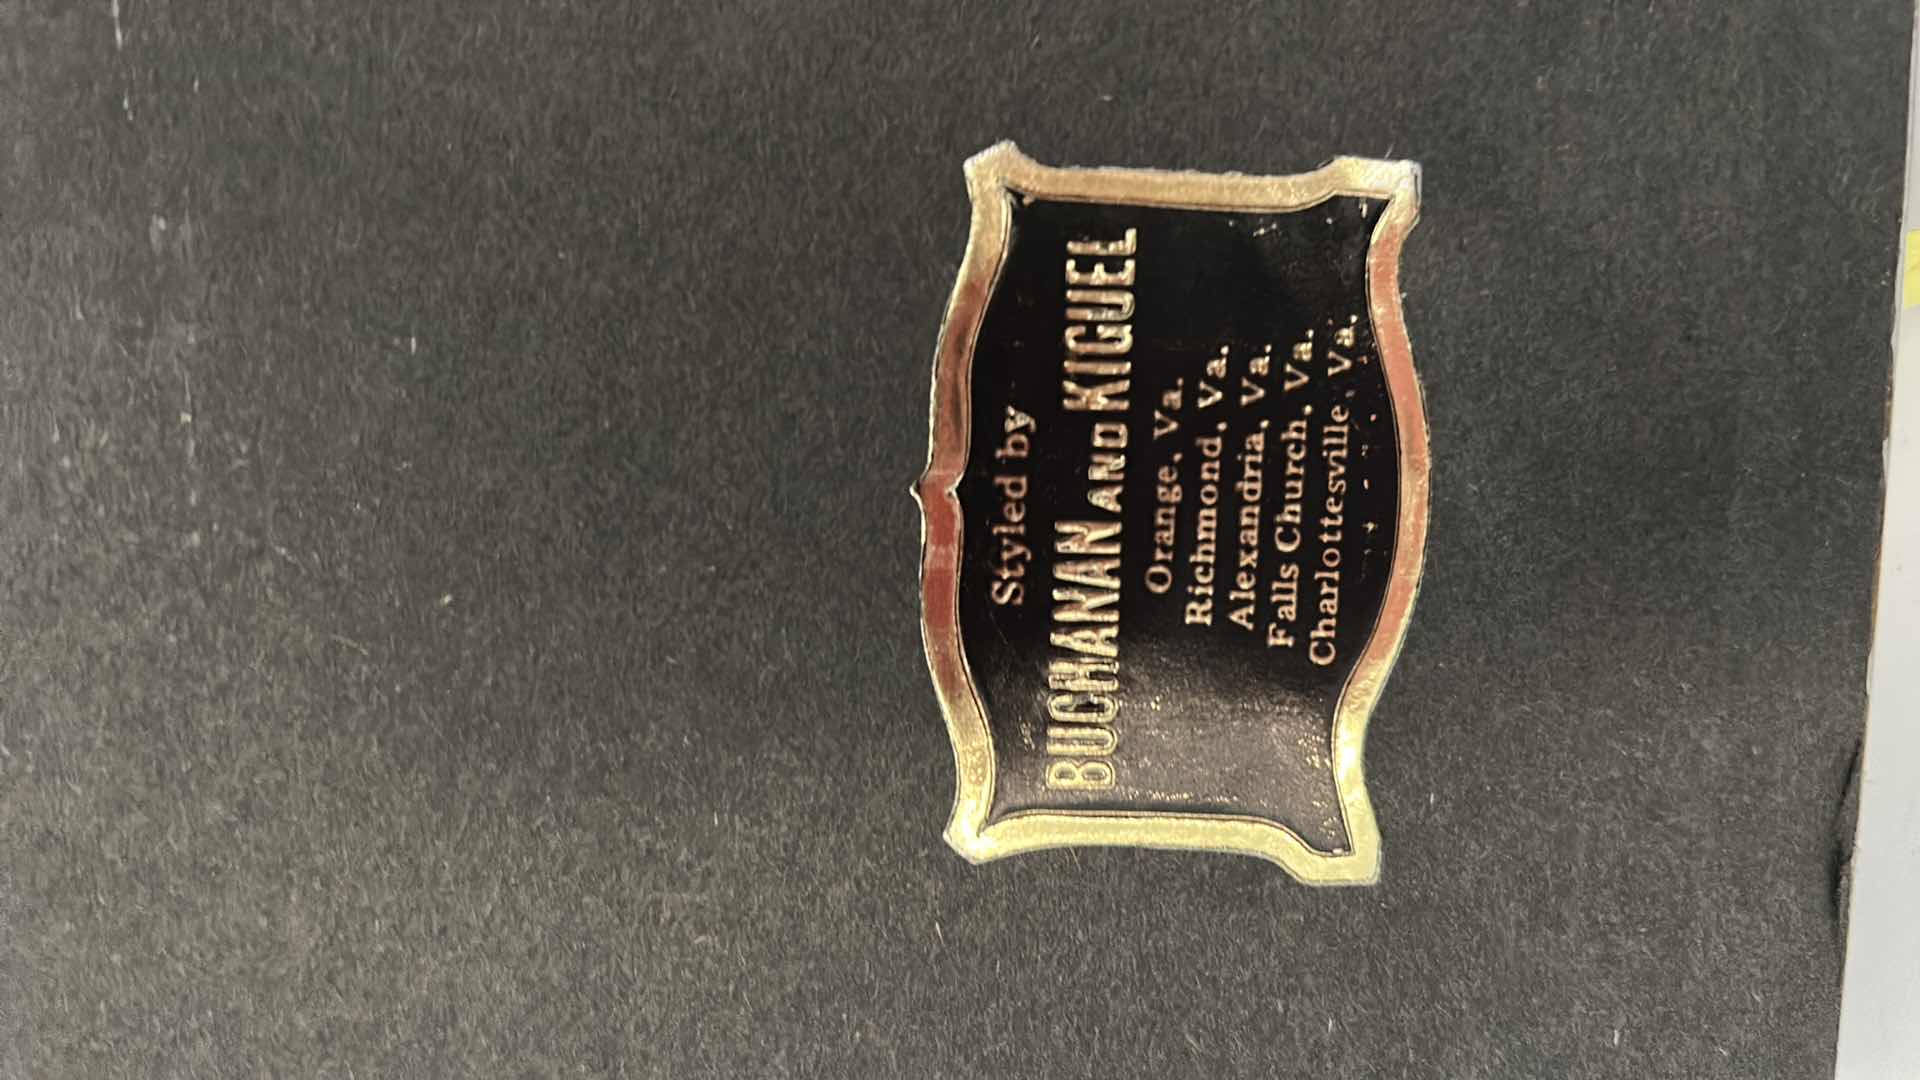 Styled by
BUCHANAN AND KIGUEL
Orange, Va.
Richmond, Va.
Alexandria, Va.
Falls Church, Va.
Charlottesville, Va.